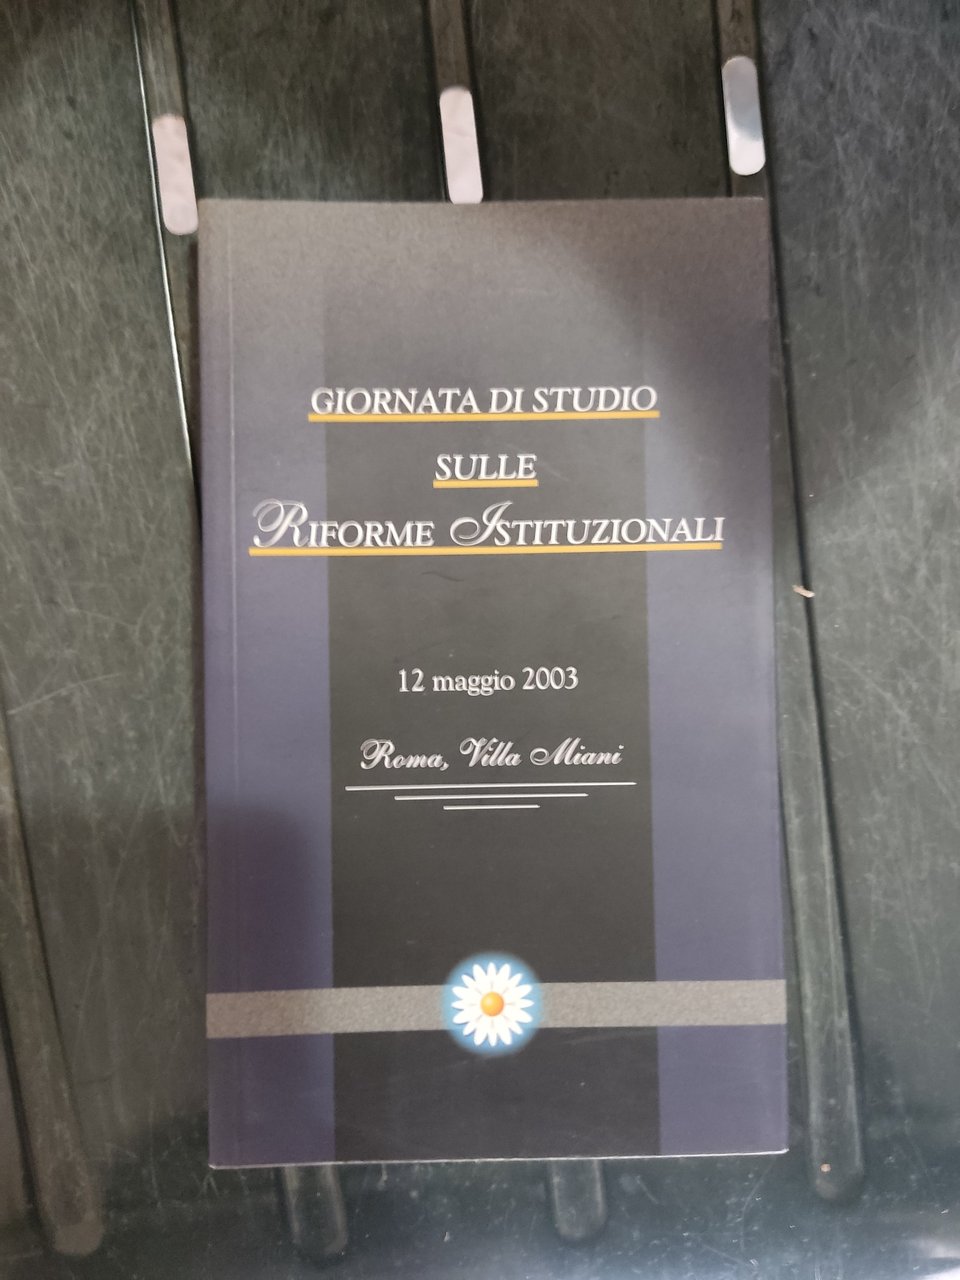 GIORNATA DI STUDIO
SULLE
RIFORME ISTITUZIONALI
12 maggio 2003
Roma, Villa Miani